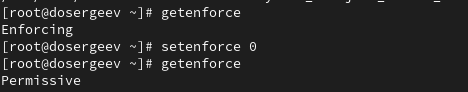 [root@dosergeev ~]# getenforce
Enforcing
[root@dosergeev ~]# setenforce 0
[root@dosergeev ~]# getenforce
Permissive